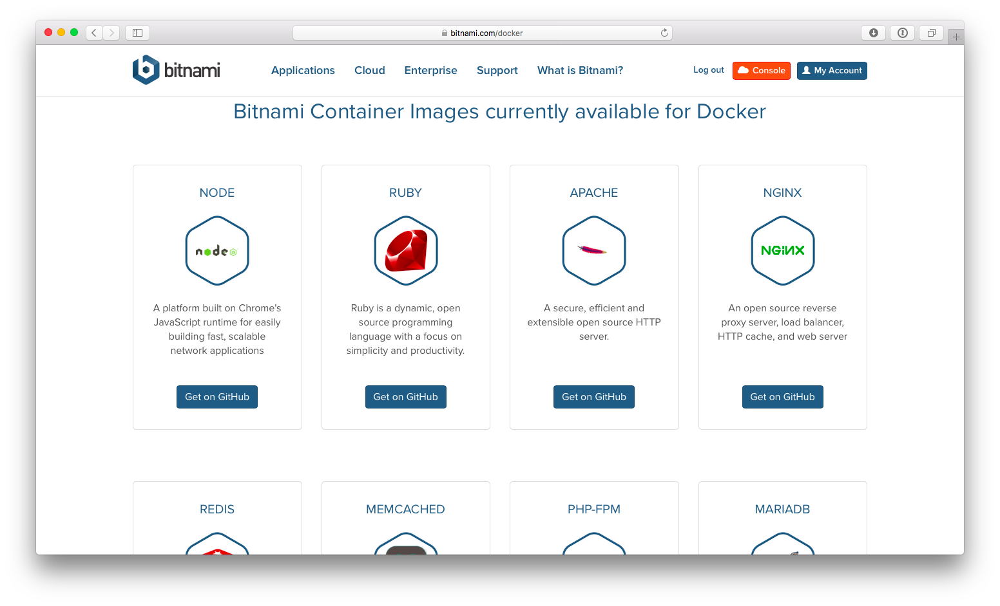 bitnami.com/docker
bitnami
Applications Cloud Enterprise Support What is Bitnami? Log out Console My Account
Bitnami Container Images currently available for Docker
NODE
node JS
A platform built on Chrome's
JavaScript runtime for easily
building fast, scalable
network applications
Get on GitHub
RUBY
Ruby is a dynamic, open
source programming
language with a focus on
simplicity and productivity.
Get on GitHub
APACHE
A secure, efficient and
extensible open source HTTP
server.
Get on GitHub
NGINX
NGINX
An open source reverse
proxy server, load balancer,
HTTP cache, and web server
Get on GitHub
REDIS
MEMCACHED
PHP-FPM
MARIADB